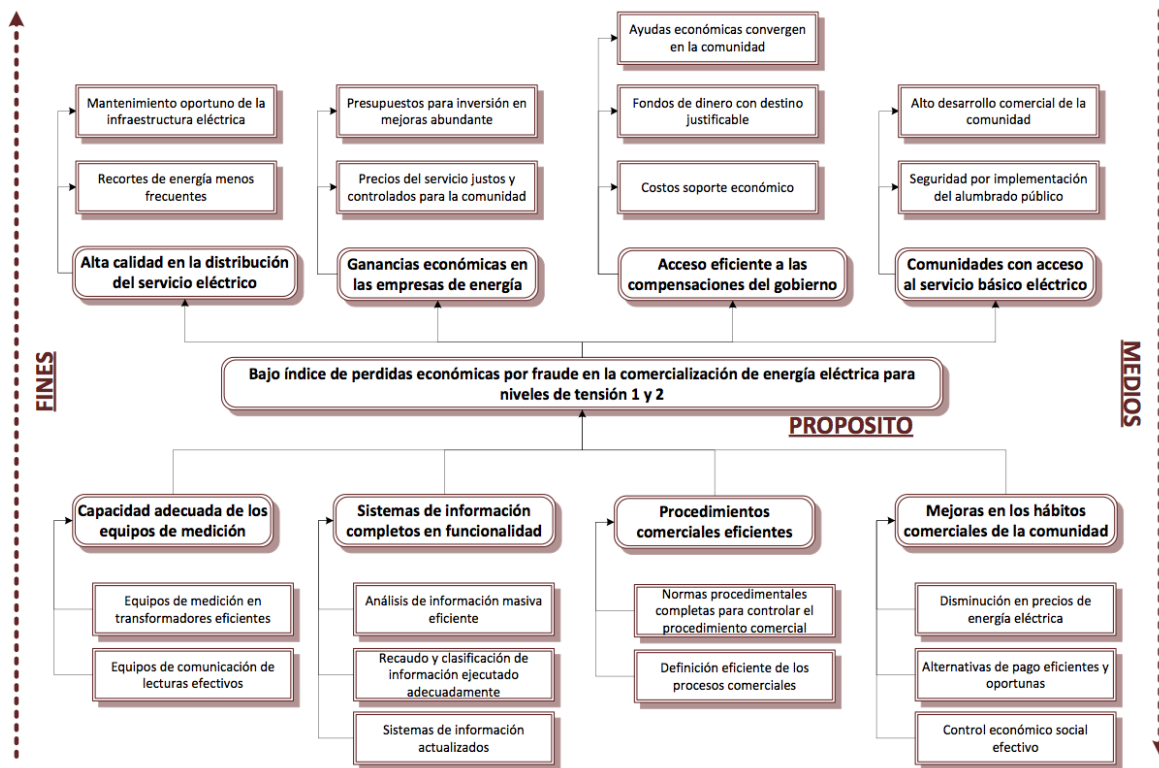 Ayudas económicas convergen
en la comunidad
Mantenimiento oportuno de la
infraestructura eléctrica
Presupuestos para inversión en
mejoras abundante
Fondos de dinero con destino
justificable
Alto desarrollo comercial de la
comunidad
Recortes de energía menos
frecuentes
Precios del servicio justos y
controlados para la comunidad
Costos soporte económico
Seguridad por implementación
del alumbrado público
Alta calidad en la distribución
del servicio eléctrico
Ganancias económicas en
las empresas de energía
Acceso eficiente a las
compensaciones del gobierno
Comunidades con acceso
al servicio básico eléctrico
FINES
MEDIOS
Bajo índice de perdidas económicas por fraude en la comercialización de energía eléctrica para
niveles de tensión 1 y 2
PROPOSITO
Capacidad adecuada de los
equipos de medición
Sistemas de información
completos en funcionalidad
Procedimientos
comerciales eficientes
Mejoras en los hábitos
comerciales de la comunidad
Equipos de medición en
transformadores eficientes
Análisis de información masiva
eficiente
Normas procedimentales
completas para controlar el
procedimiento comercial
Disminución en precios de
energía eléctrica
Equipos de comunicación de
lecturas efectivos
Recaudo y clasificación de
información ejecutado
adecuadamente
Definición eficiente de los
procesos comerciales
Alternativas de pago eficientes y
oportunas
Sistemas de información
actualizados
Control económico social
efectivo